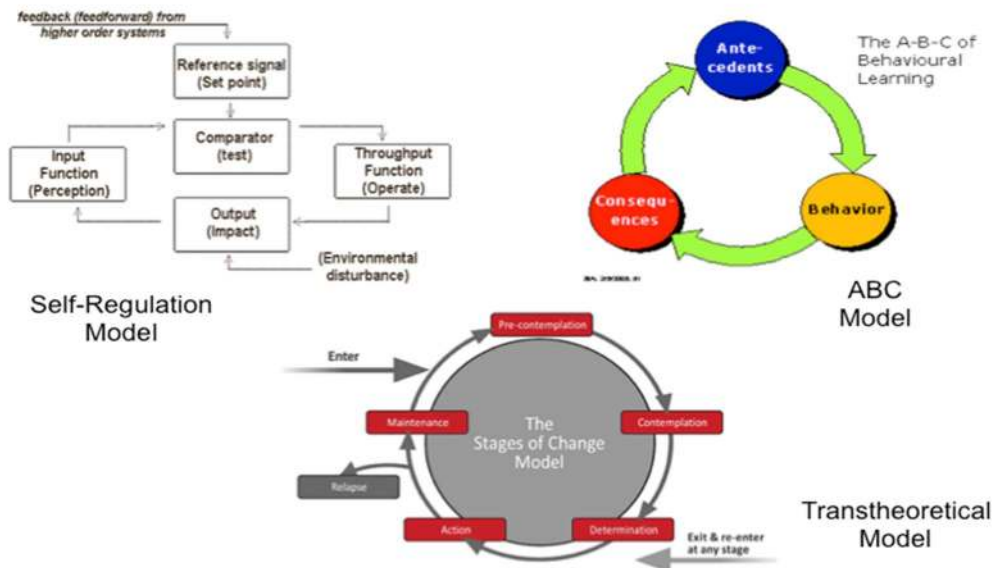 feedback (feedforward) from
higher order systems
Reference signal
(Set point)
Comparator
(test)
Input
Function
(Perception)
Throughput
Function
(Operate)
Output
(Impact)
(Environmental
disturbance)
Self-Regulation
Model
The A-B-C of
Behavioural
Learning
Ante-
cedents
Consequ-
ences
Behavior
ABC
Model
Pre-contemplation
Enter
Maintenance
Contemplation
The
Stages of Change
Model
Relapse
Action
Determination
Exit & re-enter
at any stage
Transtheoretical
Model